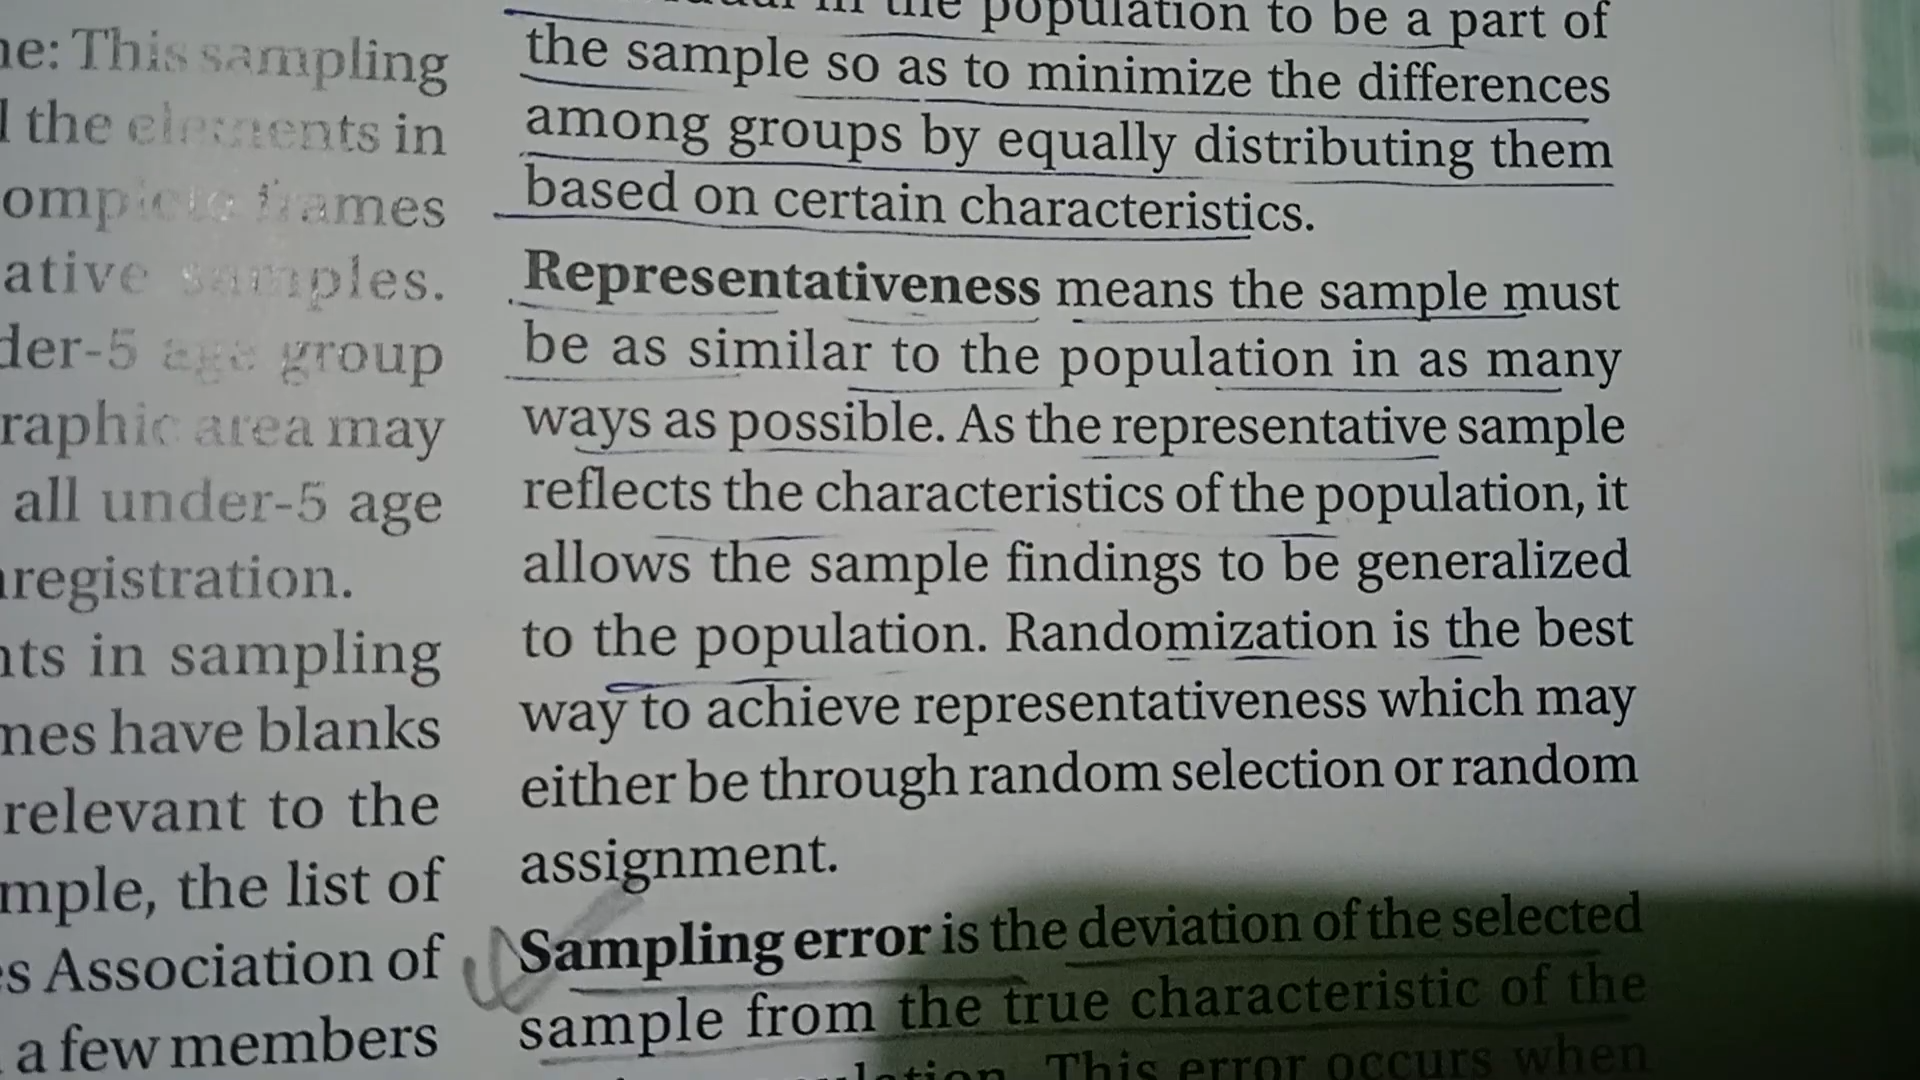 ne: This sampling
l the elements in
omplete frames
ative samples.
der-5 age group
raphic area may
all under-5 age
registration.
nts in sampling
mes have blanks
relevant to the
mple, the list of
s Association of
a few members
in the population to be a part of
the sample so as to minimize the differences
among groups by equally distributing them
based on certain characteristics.
Representativeness means the sample must
be as similar to the population in as many
ways as possible. As the representative sample
reflects the characteristics of the population, it
allows the sample findings to be generalized
to the population. Randomization is the best
way to achieve representativeness which may
either be through random selection or random
assignment.
Sampling error is the deviation of the selected
sample from the true characteristic of the
This error occurs when